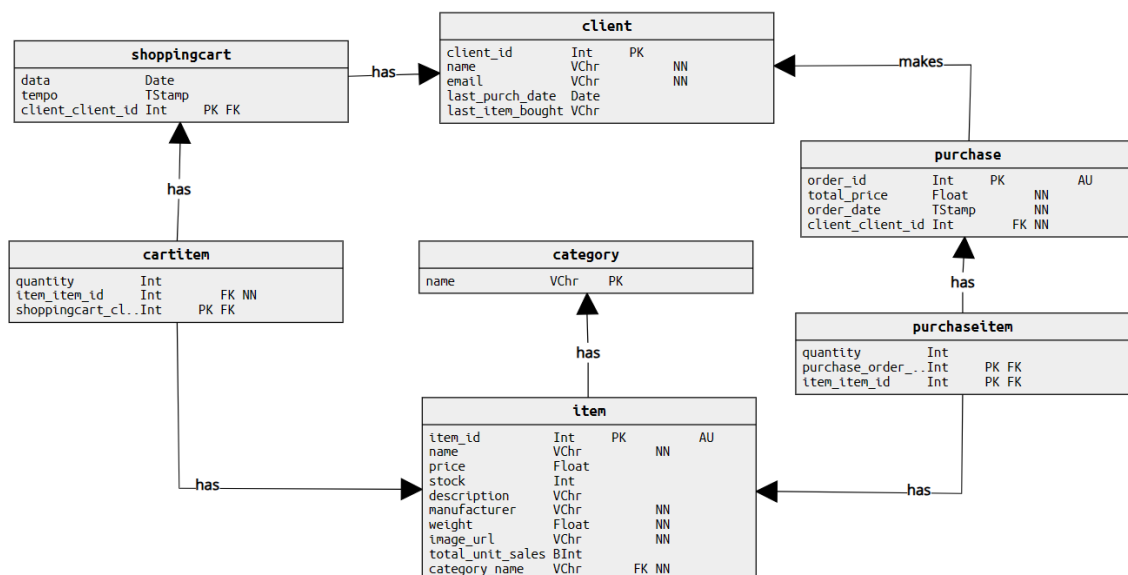 client
client_id Int PK
name VChr NN
email VChr NN
last_purch_date Date
last_item_bought VChr
shoppingcart
data Date
tempo TStamp
client_client_id Int PK FK
has
makes
purchase
order_id Int PK AU
total_price Float NN
order_date TStamp NN
client_client_id Int FK NN
has
cartitem
quantity Int
item_item_id Int FK NN
shoppingcart_cl..Int PK FK
category
name VChr PK
has
purchaseitem
quantity Int
purchase_order_..Int PK FK
item_item_id Int PK FK
has
item
item_id Int PK AU
name VChr NN
price Float
stock Int
description VChr
manufacturer VChr NN
weight Float NN
image_url VChr NN
total_unit_sales BInt
category_name VChr FK NN
has
has